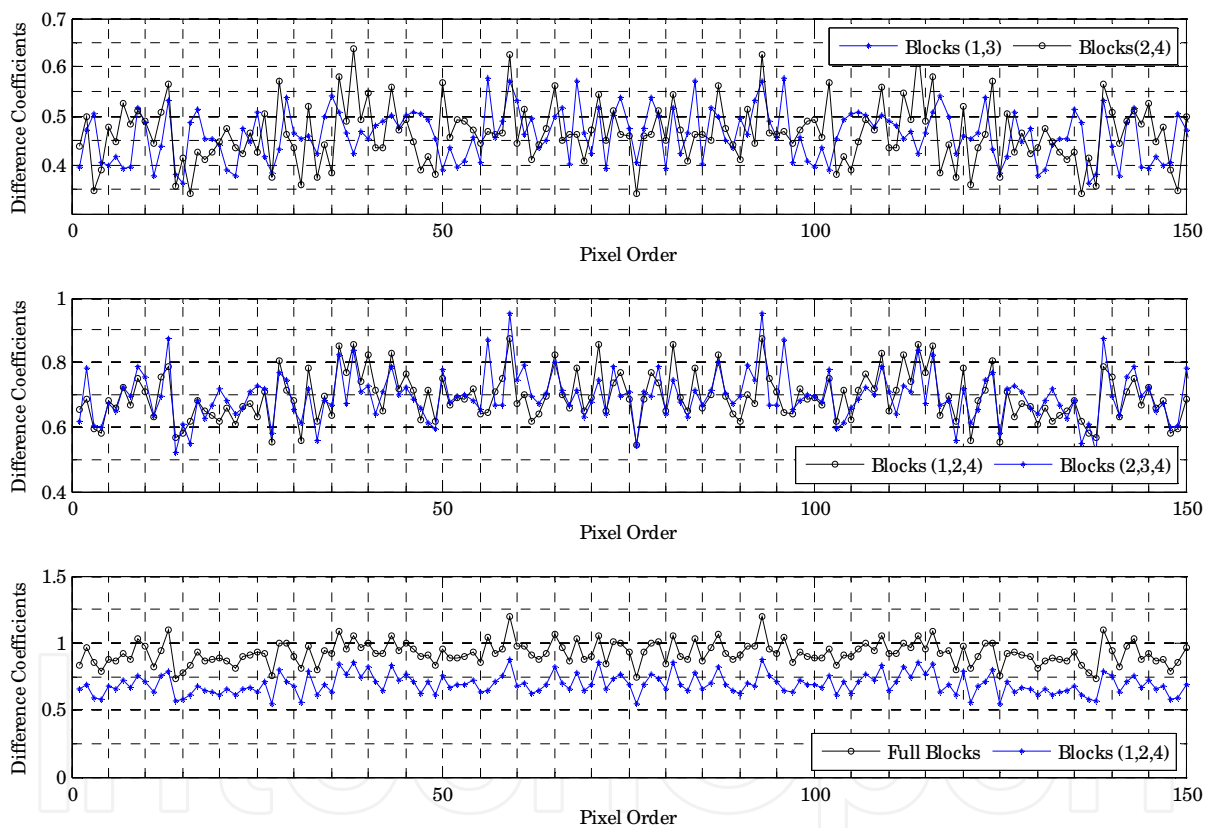 0.7
0.6
0.5
0.4
Difference Coefficients
Blocks (1,3) Blocks(2,4)
0 50 100 150
Pixel Order
1
0.8
0.6
0.4
Difference Coefficients
Blocks (1,2,4) Blocks (2,3,4)
0 50 100 150
Pixel Order
1.5
1
0.5
0
Difference Coefficients
Full Blocks Blocks (1,2,4)
0 50 100 150
Pixel Order